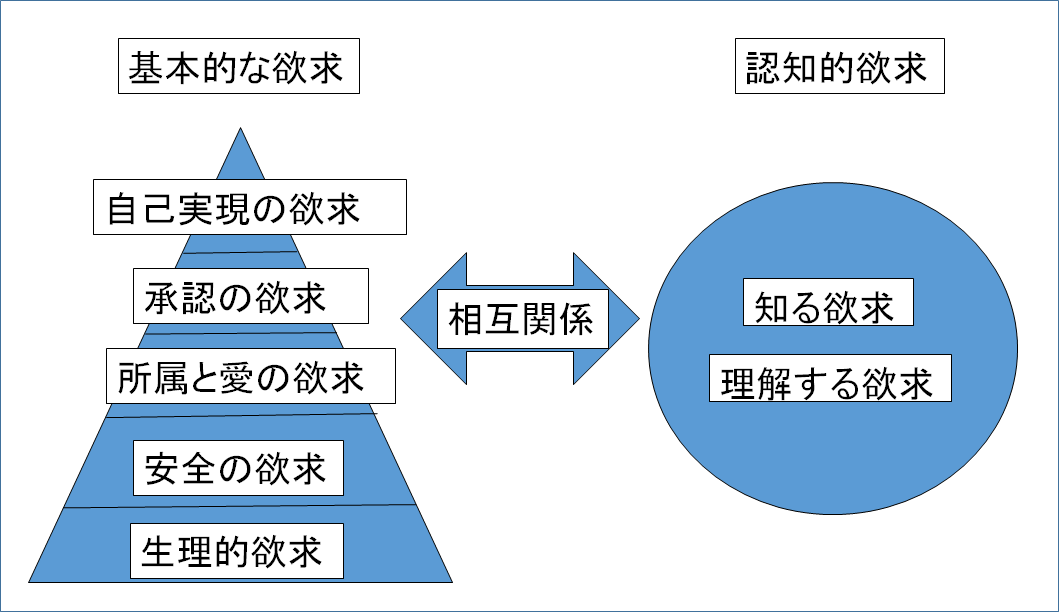 基本的な欲求
認知的欲求
自己実現の欲求
承認の欲求
所属と愛の欲求
安全の欲求
生理的欲求
相互関係
知る欲求
理解する欲求